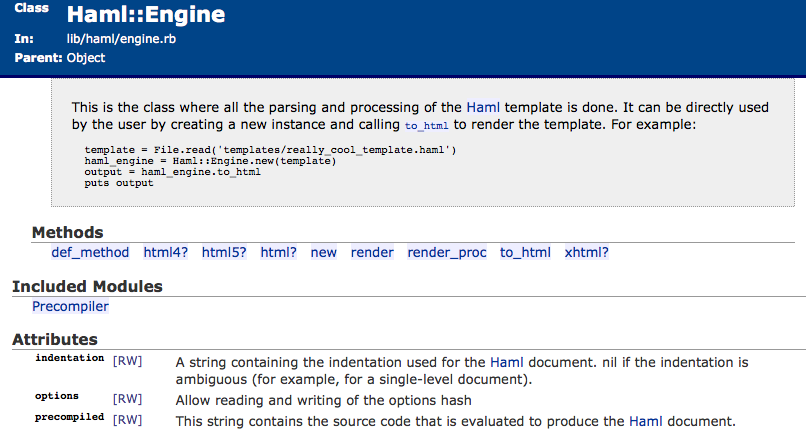 Class Haml::Engine
In: lib/haml/engine.rb
Parent: Object
This is the class where all the parsing and processing of the Haml template is done. It can be directly used
by the user by creating a new instance and calling to_html to render the template. For example:
template = File.read('templates/really_cool_template.haml')
haml_engine = Haml::Engine.new(template)
output = haml_engine.to_html
puts output
Methods
def_method html4? html5? html? new render render_proc to_html xhtml?
Included Modules
Precompiler
Attributes
indentation [RW] A string containing the indentation used for the Haml document. nil if the indentation is
ambiguous (for example, for a single-level document).
options [RW] Allow reading and writing of the options hash
precompiled [RW] This string contains the source code that is evaluated to produce the Haml document.